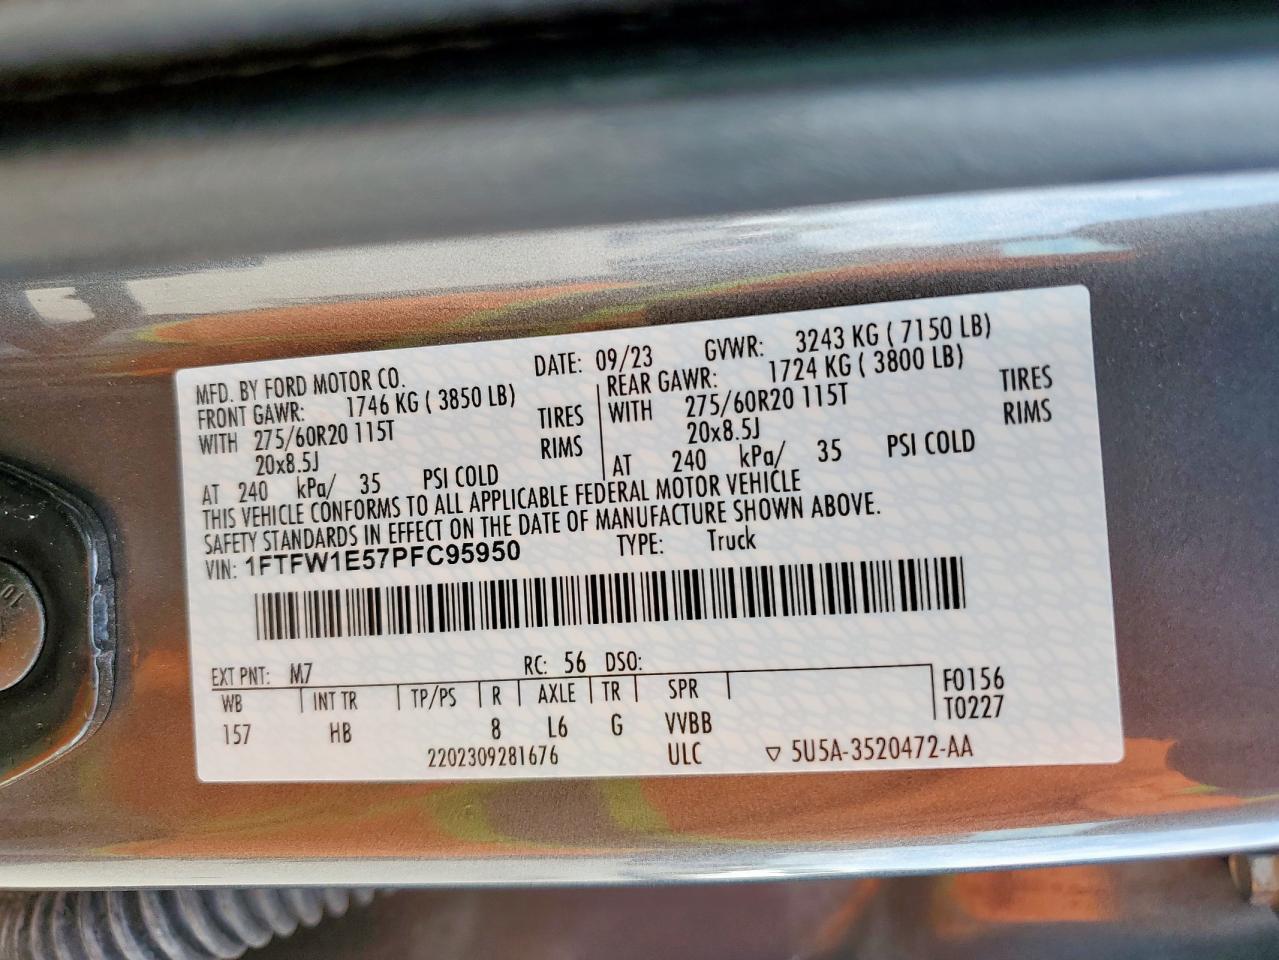 MFD. BY FORD MOTOR CO. DATE: 09/23 GVWR: 3243 KG ( 7150 LB)
FRONT GAWR: 1746 KG ( 3850 LB) REAR GAWR: 1724 KG ( 3800 LB)
WITH 275/60R20 115T TIRES WITH 275/60R20 115T TIRES
20x8.5J RIMS 20x8.5J RIMS
AT 240 kPa/ 35 PSI COLD AT 240 kPa/ 35 PSI COLD
THIS VEHICLE CONFORMS TO ALL APPLICABLE FEDERAL MOTOR VEHICLE
SAFETY STANDARDS IN EFFECT ON THE DATE OF MANUFACTURE SHOWN ABOVE.
VIN: 1FTFW1E57PFC95950 TYPE: Truck
EXT PNT: M7 RC: 56 DSO:
WB INT TR TP/PS R AXLE TR SPR F0156
157 HB 8 L6 G VVBB T0227
2202309281676 ULC ▽ 5U5A-3520472-AA